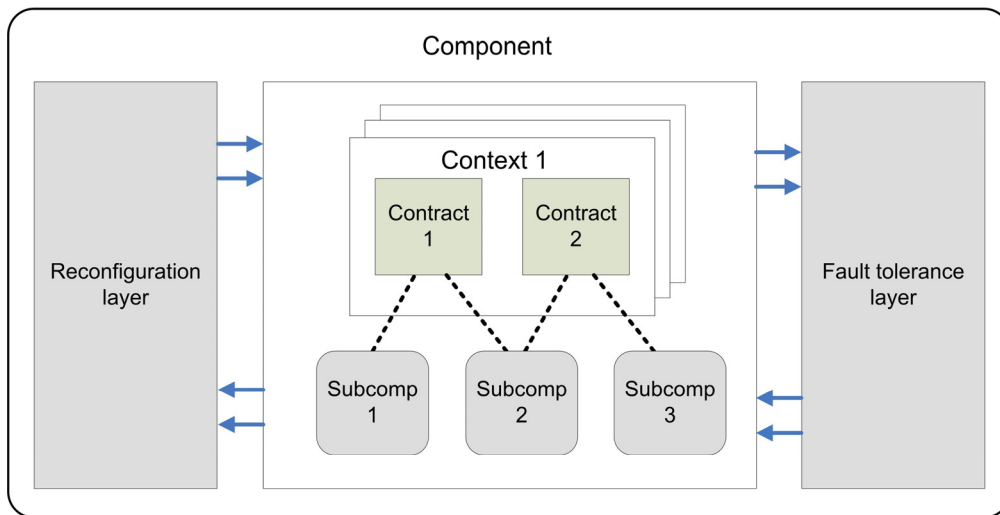 Component
Reconfiguration
layer
Context 1
Contract
1
Contract
2
Fault tolerance
layer
Subcomp
1
Subcomp
2
Subcomp
3